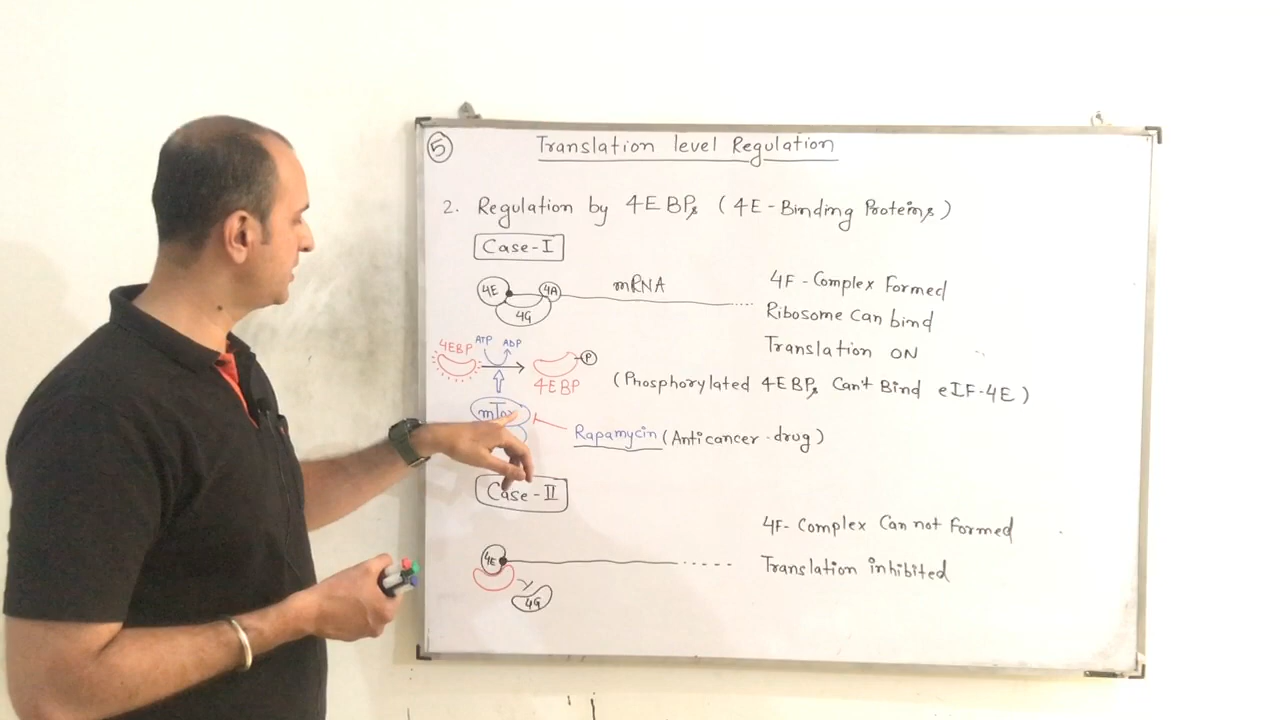 5
Translation level Regulation
2. Regulation by 4EBPs (4E-Binding Proteins)
Case-I
4E 4A mRNA
4G
4F-Complex Formed
Ribosome Can bind
Translation ON
4EBP ATP ADP P
4EBP
(Phosphorylated 4EBPs Can't Bind eIF-4E)
Rapamycin (Anticancer drug)
Case-II
4F-Complex Can not Formed
4E
Translation inhibited
4G